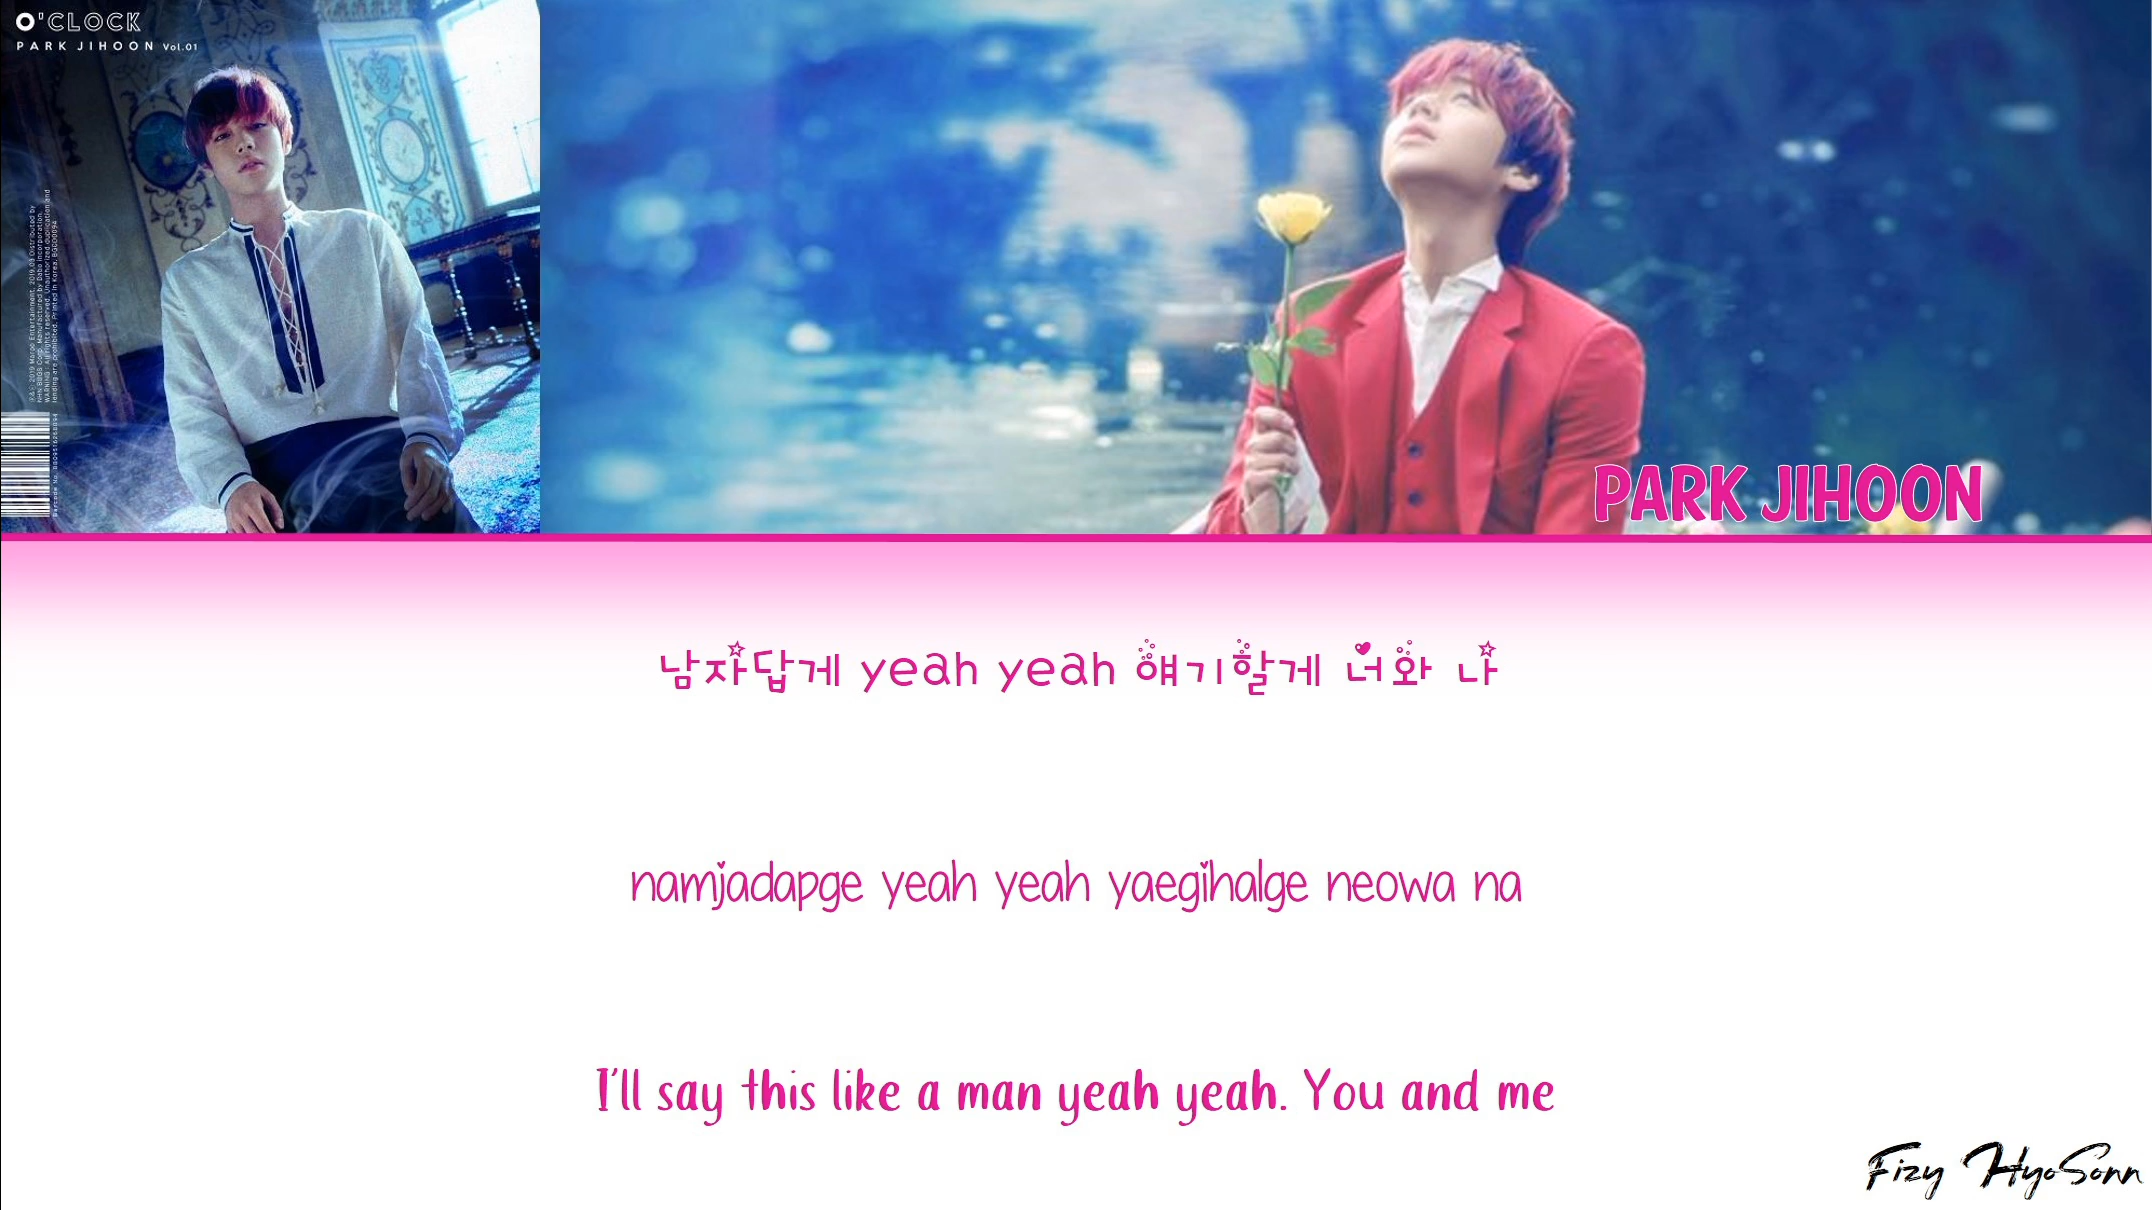 O'CLOCK
PARK JIHOON Vol.01
PARK JIHOON
남자답게 yeah yeah 얘기할게 너와 나
namjadapge yeah yeah yaegihalge neowa na
I'll say this like a man yeah yeah. You and me
Fizy HyoSonn